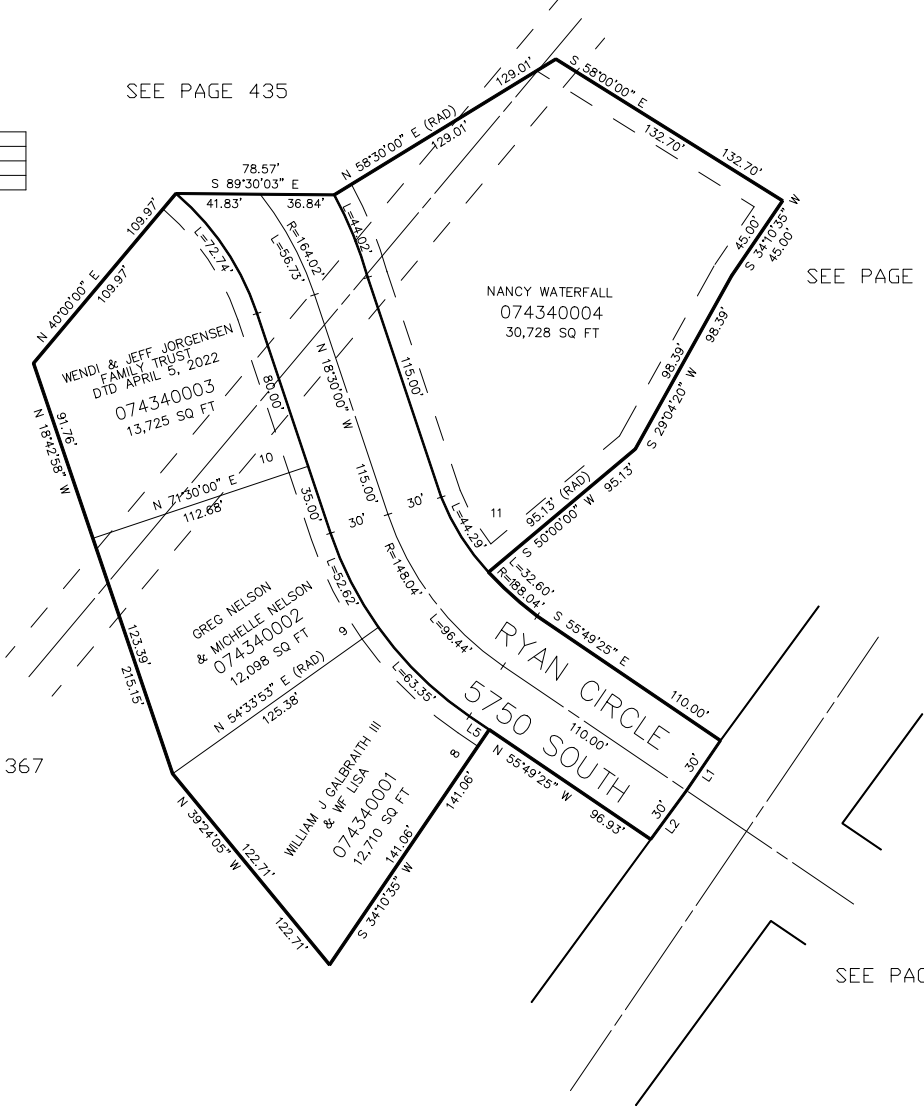 SEE PAGE 435
129.01'
N 58°30'00" E (RAD)
129.01'
S 58°00'00" E
132.70'
132.70'
78.57'
S 89°30'03" E
41.83'
36.84'
109.97'
N 40°00'00" E
109.97'
L=72.74'
R=164.02'
L=56.73'
L=44.02'
45.00'
S 34°10'35" W
45.00'
SEE PAGE
NANCY WATERFALL
074340004
30,728 SQ FT
98.39'
98.39'
S 29°04'20" W
WENDI & JEFF JORGENSEN
FAMILY TRUST
DTD APRIL 5, 2022
074340003
13,725 SQ FT
80.00'
N 18°30'00" W
115.00'
115.00'
91.76'
N 18°42'58" W
10
N 71°30'00" E
112.68'
35.00'
30'
30'
L=44.29'
11
95.13' (RAD)
S 50°00'00" W
95.13'
L=32.60'
R=188.04'
S 55°49'25" E
110.00'
R=148.04'
L=96.44'
L=52.62'
GREG NELSON
& MICHELLE NELSON
074340002
12,098 SQ FT
9
123.39'
215.15'
N 54°33'53" E (RAD)
125.38'
L=63.35'
RYAN CIRCLE
5750 SOUTH
110.00'
L5
N 55°49'25" W
96.93'
30'
L1
30'
L2
367
8
WILLIAM J GALBRAITH III
& WF LISA
074340001
12,710 SQ FT
141.06'
141.06'
S 34°10'35" W
N 39°24'05" W
122.71'
122.71'
SEE PAG